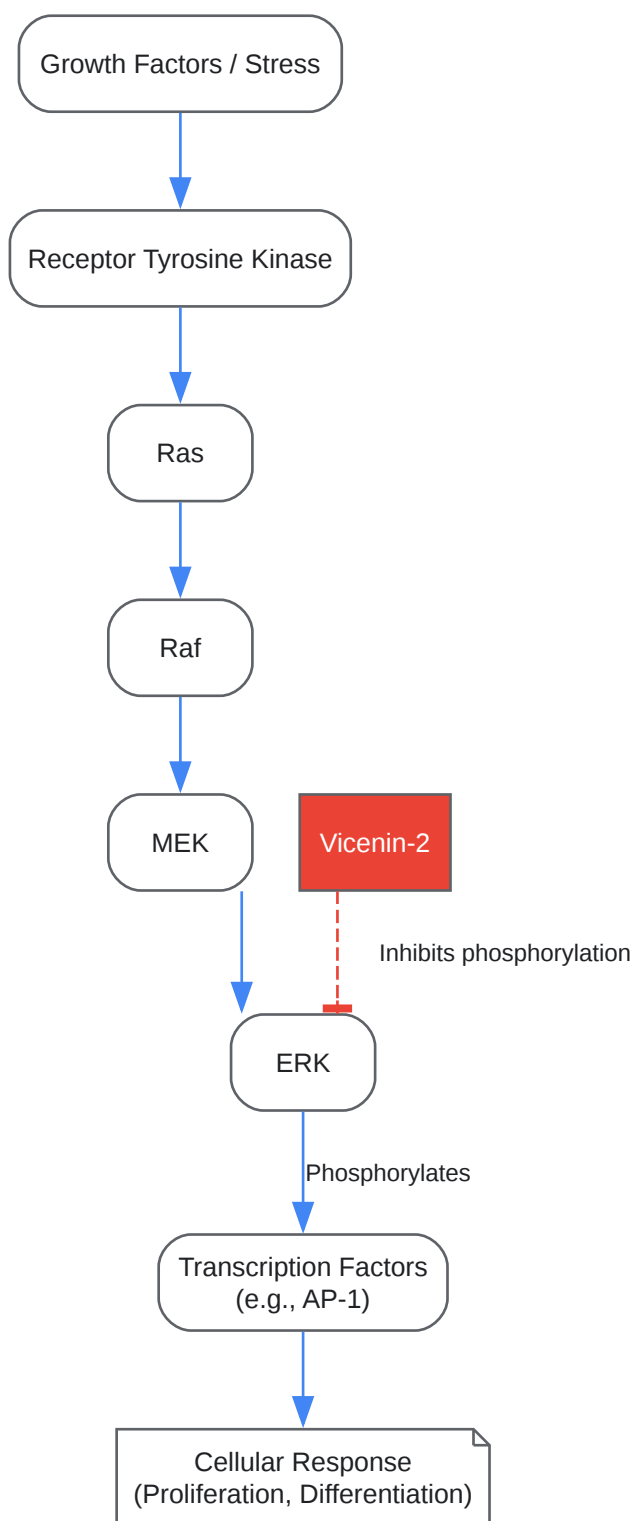 Growth Factors / Stress
Receptor Tyrosine Kinase
Ras
Raf
MEK
Vicenin-2
Inhibits phosphorylation
ERK
Phosphorylates
Transcription Factors
(e.g., AP-1)
Cellular Response
(Proliferation, Differentiation)